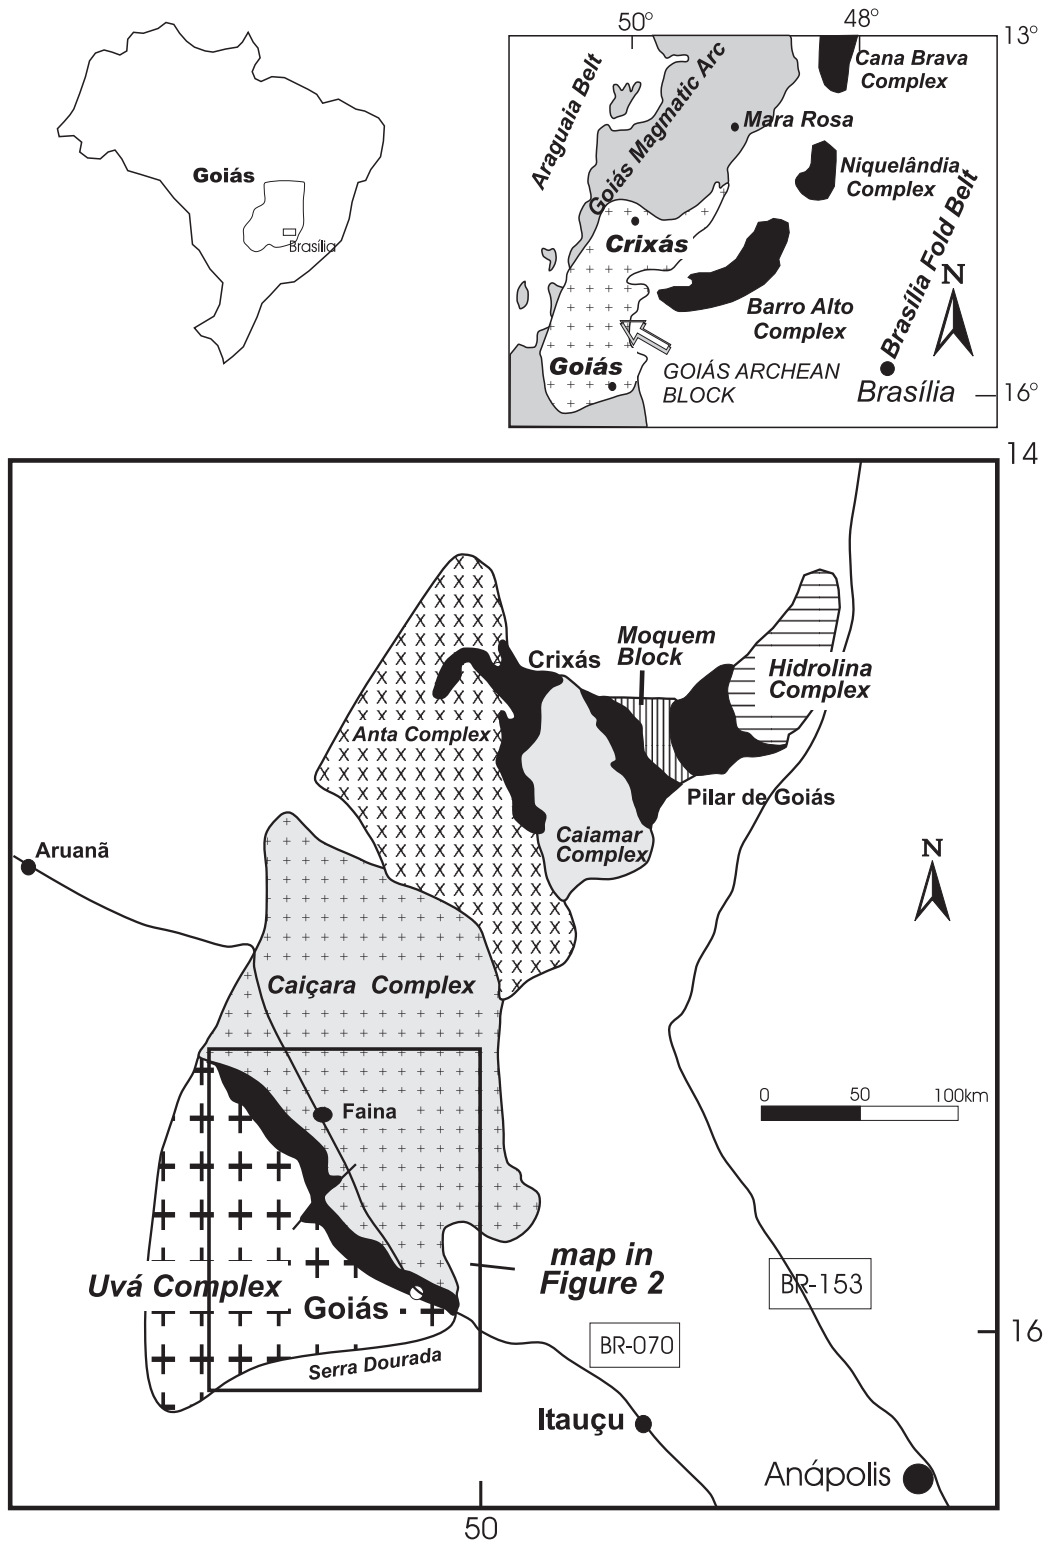 Goiás
Brasília
50°
48°
13°
Araguaia Belt
Goiás Magmatic Arc
Cana Brava
Complex
Mara Rosa
Niquelândia
Complex
Brasília Fold Belt
Crixás
N
Barro Alto
Complex
Goiás
GOIÁS ARCHEAN
BLOCK
Brasília
16°
14
Moquem
Block
Crixás
Hidrolina
Complex
Anta Complex
Pilar de Goiás
Caiamar
Complex
Aruanã
N
Caiçara Complex
0 50 100km
Faina
map in
Figure 2
Uvá Complex
Goiás
BR-153
BR-070
16
Serra Dourada
Itauçu
Anápolis
50